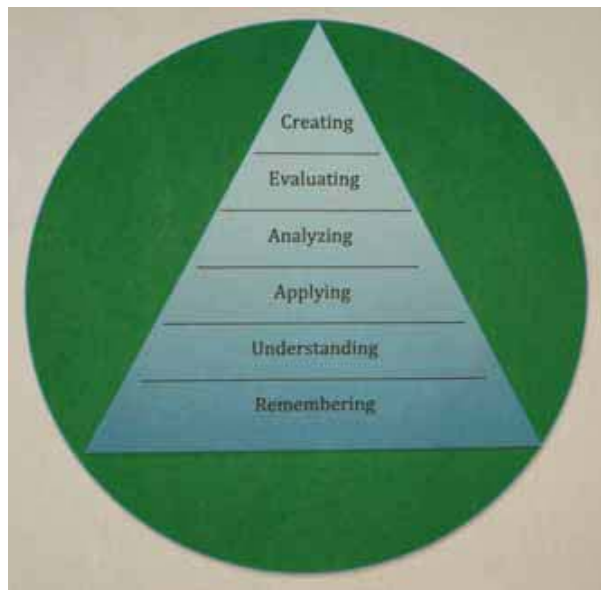 Creating
Evaluating
Analyzing
Applying
Understanding
Remembering